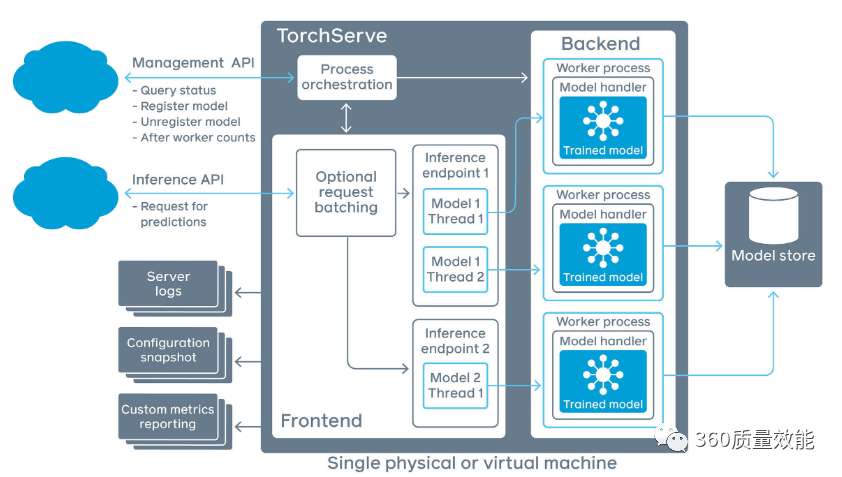 TorchServe
Management API
- Query status
- Register model
- Unregister model
- After worker counts
Process
orchestration
Inference API
- Request for
predictions
Optional
request
batching
Inference
endpoint 1
Model 1
Thread 1
Model 1
Thread 2
Inference
endpoint 2
Model 2
Thread 1
Frontend
Backend
Worker process
Model handler
Trained model
Worker process
Model handler
Trained model
Worker process
Model handler
Trained model
Model store
Server
logs
Configuration
snapshot
Custom metrics
reporting
Single physical or virtual machine
360质量效能